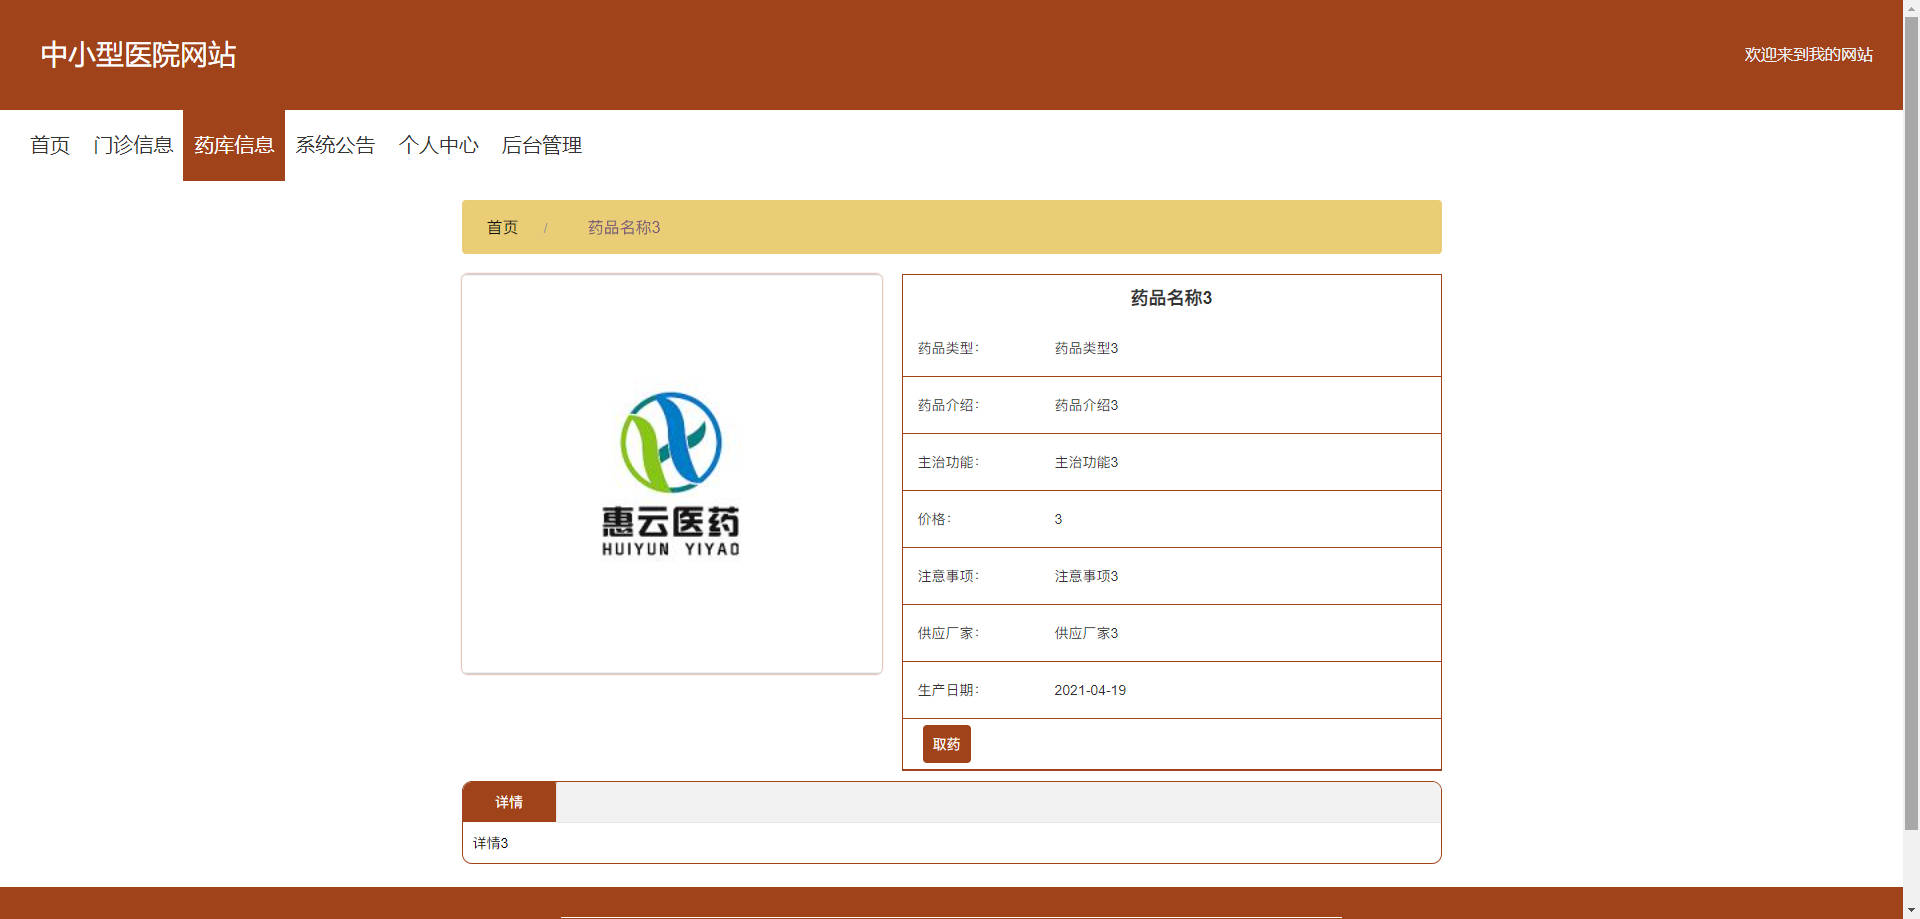 中小型医院网站
欢迎来到我的网站
首页 门诊信息 药库信息 系统公告 个人中心 后台管理
首页 / 药品名称3
惠云医药
HUIYUN YIYAO
药品名称3
药品类型： 药品类型3
药品介绍： 药品介绍3
主治功能： 主治功能3
价格： 3
注意事项： 注意事项3
供应厂家： 供应厂家3
生产日期： 2021-04-19
取药
详情
详情3